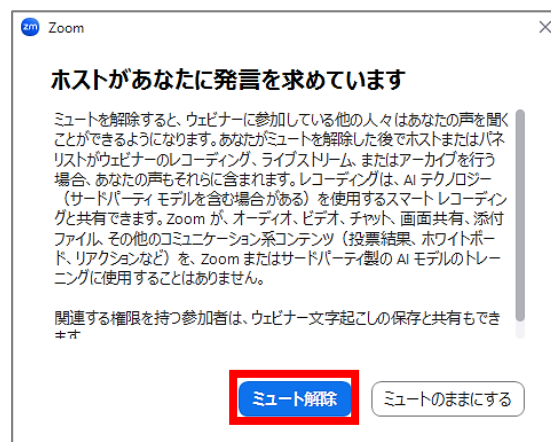 zm Zoom
ホストがあなたに発言を求めています
ミュートを解除すると、ウェビナーに参加している他の人々はあなたの声を聞く
ことができるようになります。あなたがミュートを解除した後でホストまたはパネ
リストがウェビナーのレコーディング、ライブストリーム、またはアーカイブを行う
場合、あなたの声もそれらに含まれます。レコーディングは、AI テクノロジー
（サードパーティ モデルを含む場合がある）を使用するスマート レコーディン
グと共有できます。Zoom が、オーディオ、ビデオ、チャット、画面共有、添付
ファイル、その他のコミュニケーション系コンテンツ（投票結果、ホワイトボー
ド、リアクションなど）を、Zoom またはサードパーティ製の AI モデルのトレー
ニングに使用することはありません。
関連する権限を持つ参加者は、ウェビナー文字起こしの保存と共有もでき
ます
ミュート解除
ミュートのままにする